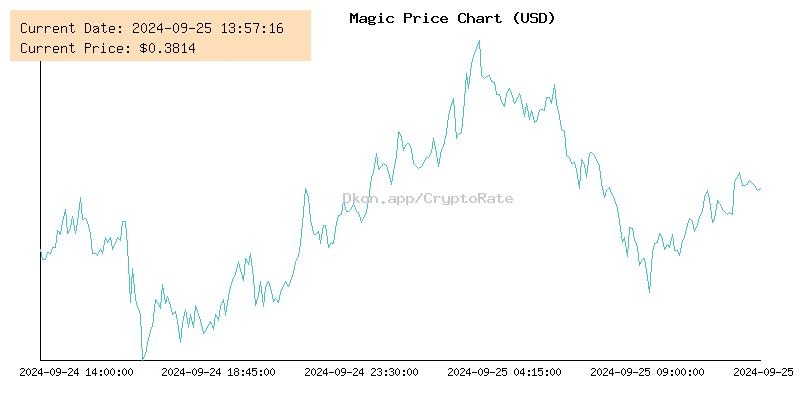 Magic Price Chart (USD)
Current Date: 2024-09-25 13:57:16
Current Price: $0.3814
Dkon.app/CryptoRate
2024-09-24 14:00:00 2024-09-24 18:45:00 2024-09-24 23:30:00 2024-09-25 04:15:00 2024-09-25 09:00:00 2024-09-25